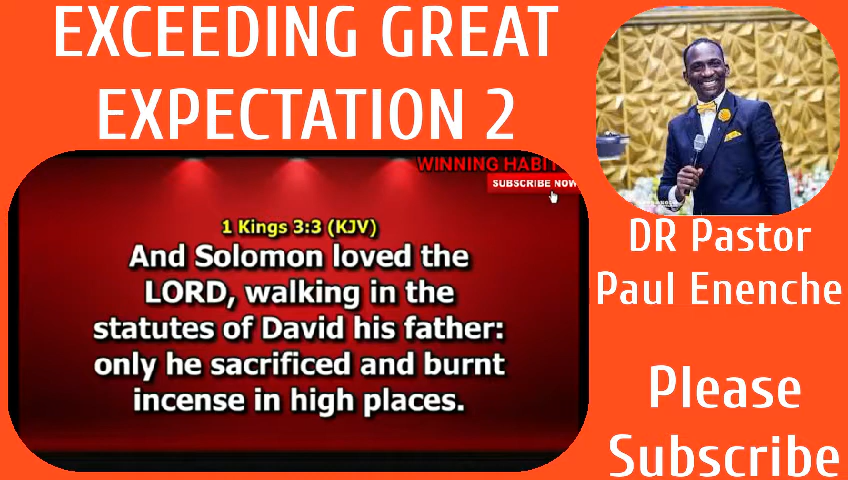 EXCEEDING GREAT
EXPECTATION 2
WINNING
SUBSCRIBE NOW
1 Kings 3:3 (KJV)
And Solomon loved the
LORD, walking in the
statutes of David his father:
only he sacrificed and burnt
incense in high places.
DR Pastor
Paul Enenche
Please
Subscribe